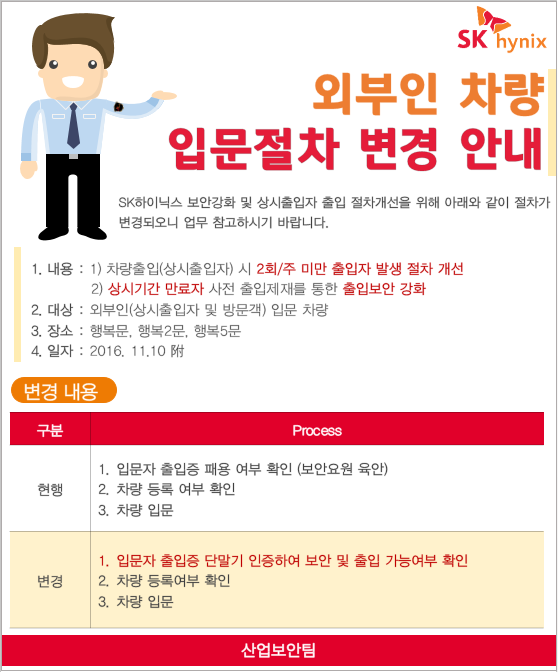 SK hynix
외부인 차량
입문절차 변경 안내
SK하이닉스 보안강화 및 상시출입자 출입 절차개선을 위해 아래와 같이 절차가
변경되오니 업무 참고하시기 바랍니다.
1. 내용 : 1) 차량출입(상시출입자) 시 2회/주 미만 출입자 발생 절차 개선
2) 상시기간 만료자 사전 출입제재를 통한 출입보안 강화
2. 대상 : 외부인(상시출입자 및 방문객) 입문 차량
3. 장소 : 행복문, 행복2문, 행복5문
4. 일자 : 2016. 11.10 附
변경 내용
구분 Process
1. 입문자 출입증 패용 여부 확인 (보안요원 육안)
현행 2. 차량 등록 여부 확인
3. 차량 입문
1. 입문자 출입증 단말기 인증하여 보안 및 출입 가능여부 확인
변경 2. 차량 등록여부 확인
3. 차량 입문
산업보안팀